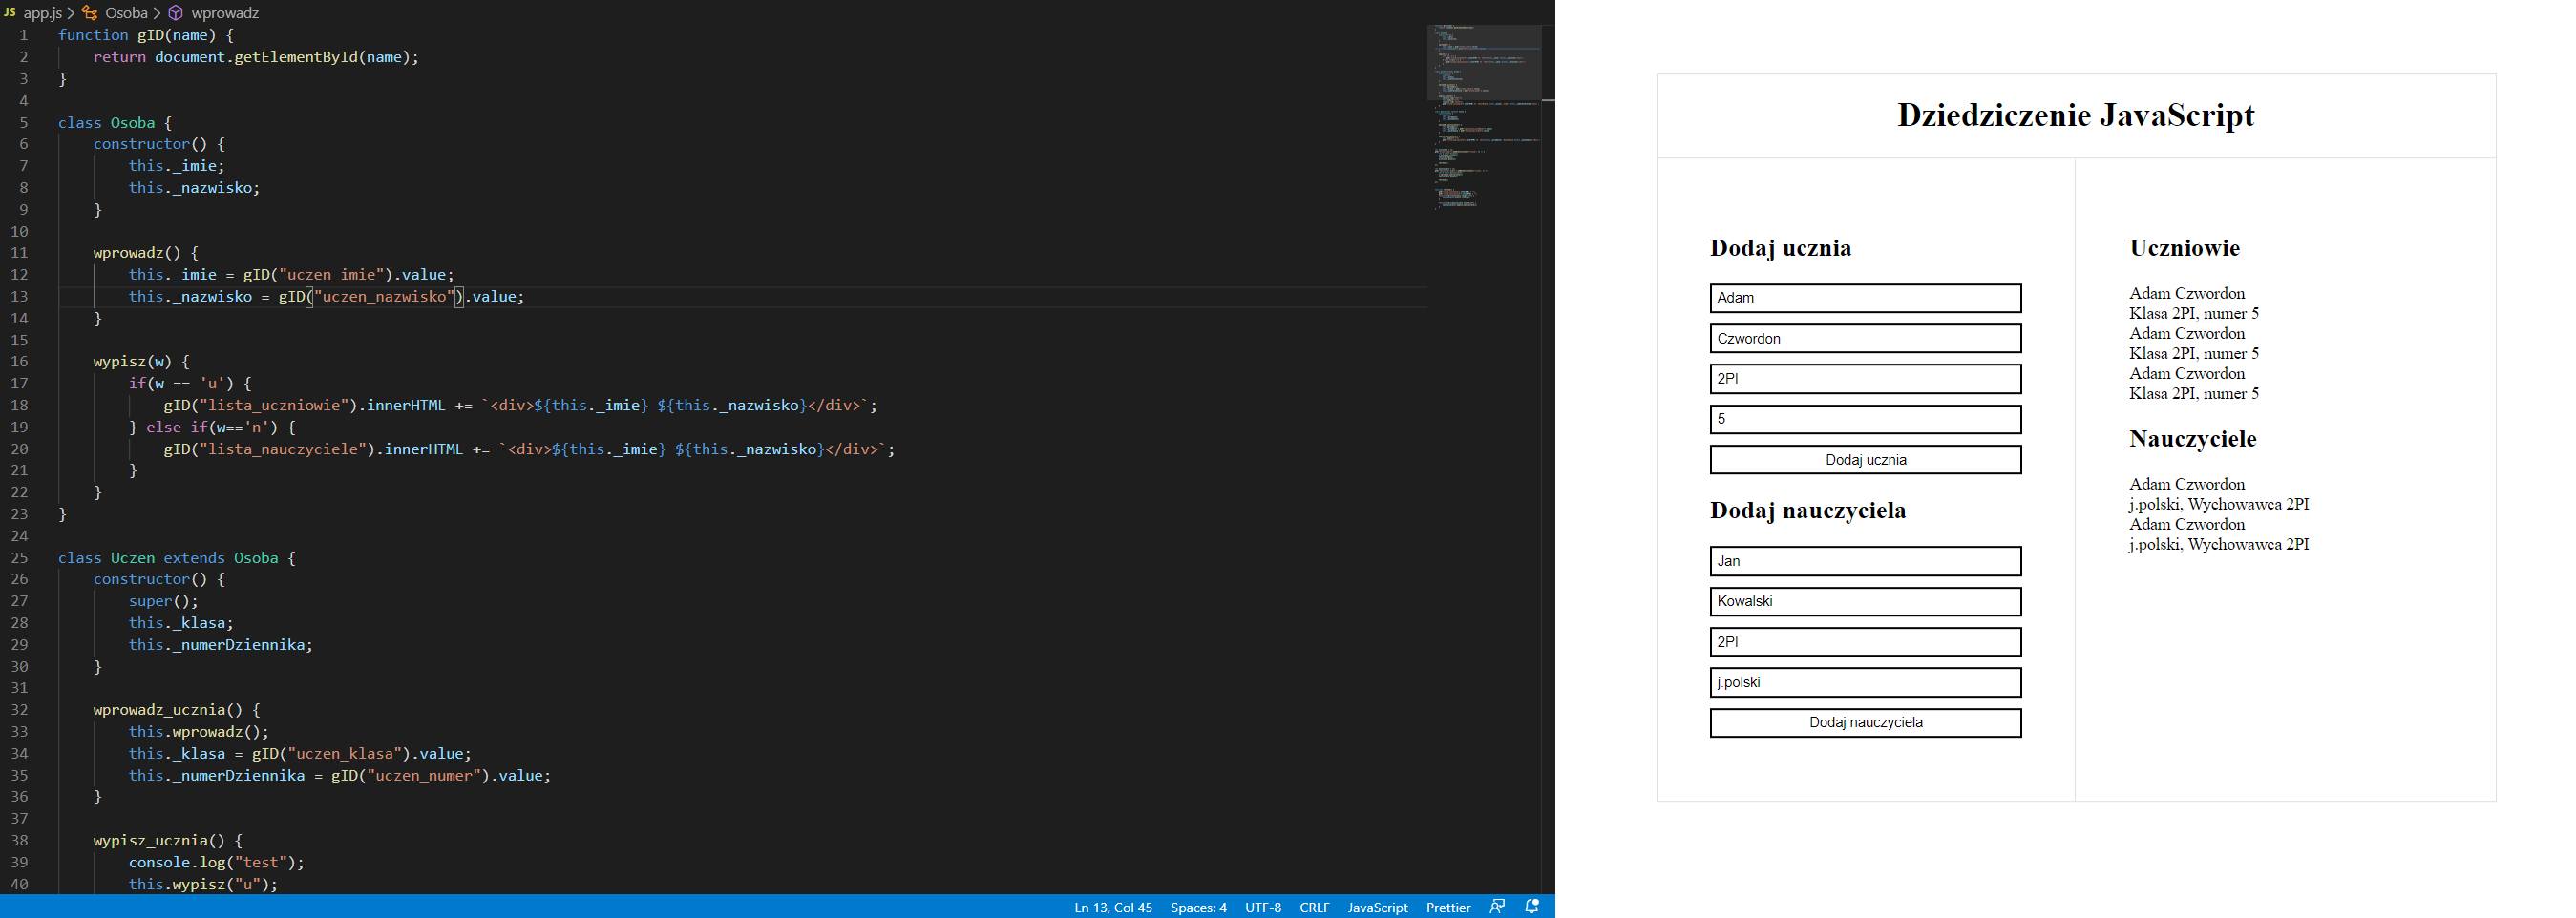 JS app.js > Osoba > wprowadz
1 function gID(name) {
2 return document.getElementById(name);
3 }
4
5 class Osoba {
6 constructor() {
7 this._imie;
8 this._nazwisko;
9 }
10
11 wprowadz() {
12 this._imie = gID("uczen_imie").value;
13 this._nazwisko = gID("uczen_nazwisko").value;
14 }
15
16 wypisz(w) {
17 if(w == 'u') {
18 gID("lista_uczniowie").innerHTML += `<div>${this._imie} ${this._nazwisko}</div>`;
19 } else if(w=='n') {
20 gID("lista_nauczyciele").innerHTML += `<div>${this._imie} ${this._nazwisko}</div>`;
21 }
22 }
23 }
24
25 class Uczen extends Osoba {
26 constructor() {
27 super();
28 this._klasa;
29 this._numerDziennika;
30 }
31
32 wprowadz_ucznia() {
33 this.wprowadz();
34 this._klasa = gID("uczen_klasa").value;
35 this._numerDziennika = gID("uczen_numer").value;
36 }
37
38 wypisz_ucznia() {
39 console.log("test");
40 this.wypisz("u");
Ln 13, Col 45 Spaces: 4 UTF-8 CRLF JavaScript Prettier
Dziedziczenie JavaScript
Dodaj ucznia
Adam
Czwordon
2PI
5
Dodaj ucznia
Dodaj nauczyciela
Jan
Kowalski
2PI
j.polski
Dodaj nauczyciela
Uczniowie
Adam Czwordon
Klasa 2PI, numer 5
Adam Czwordon
Klasa 2PI, numer 5
Adam Czwordon
Klasa 2PI, numer 5
Nauczyciele
Adam Czwordon
j.polski, Wychowawca 2PI
Adam Czwordon
j.polski, Wychowawca 2PI